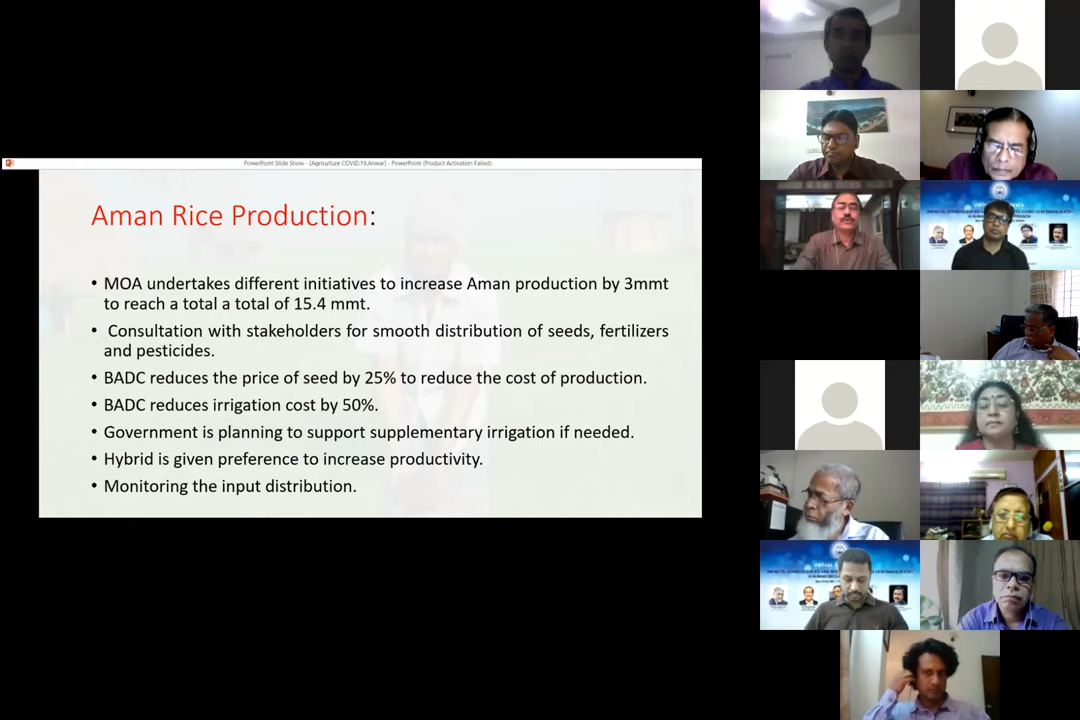 PowerPoint Slide Show - [Agriculture COVID.19.Anwar] - PowerPoint (Product Activation Failed)
Aman Rice Production:
• MOA undertakes different initiatives to increase Aman production by 3mmt
to reach a total a total of 15.4 mmt.
• Consultation with stakeholders for smooth distribution of seeds, fertilizers
and pesticides.
• BADC reduces the price of seed by 25% to reduce the cost of production.
• BADC reduces irrigation cost by 50%.
• Government is planning to support supplementary irrigation if needed.
• Hybrid is given preference to increase productivity.
• Monitoring the input distribution.